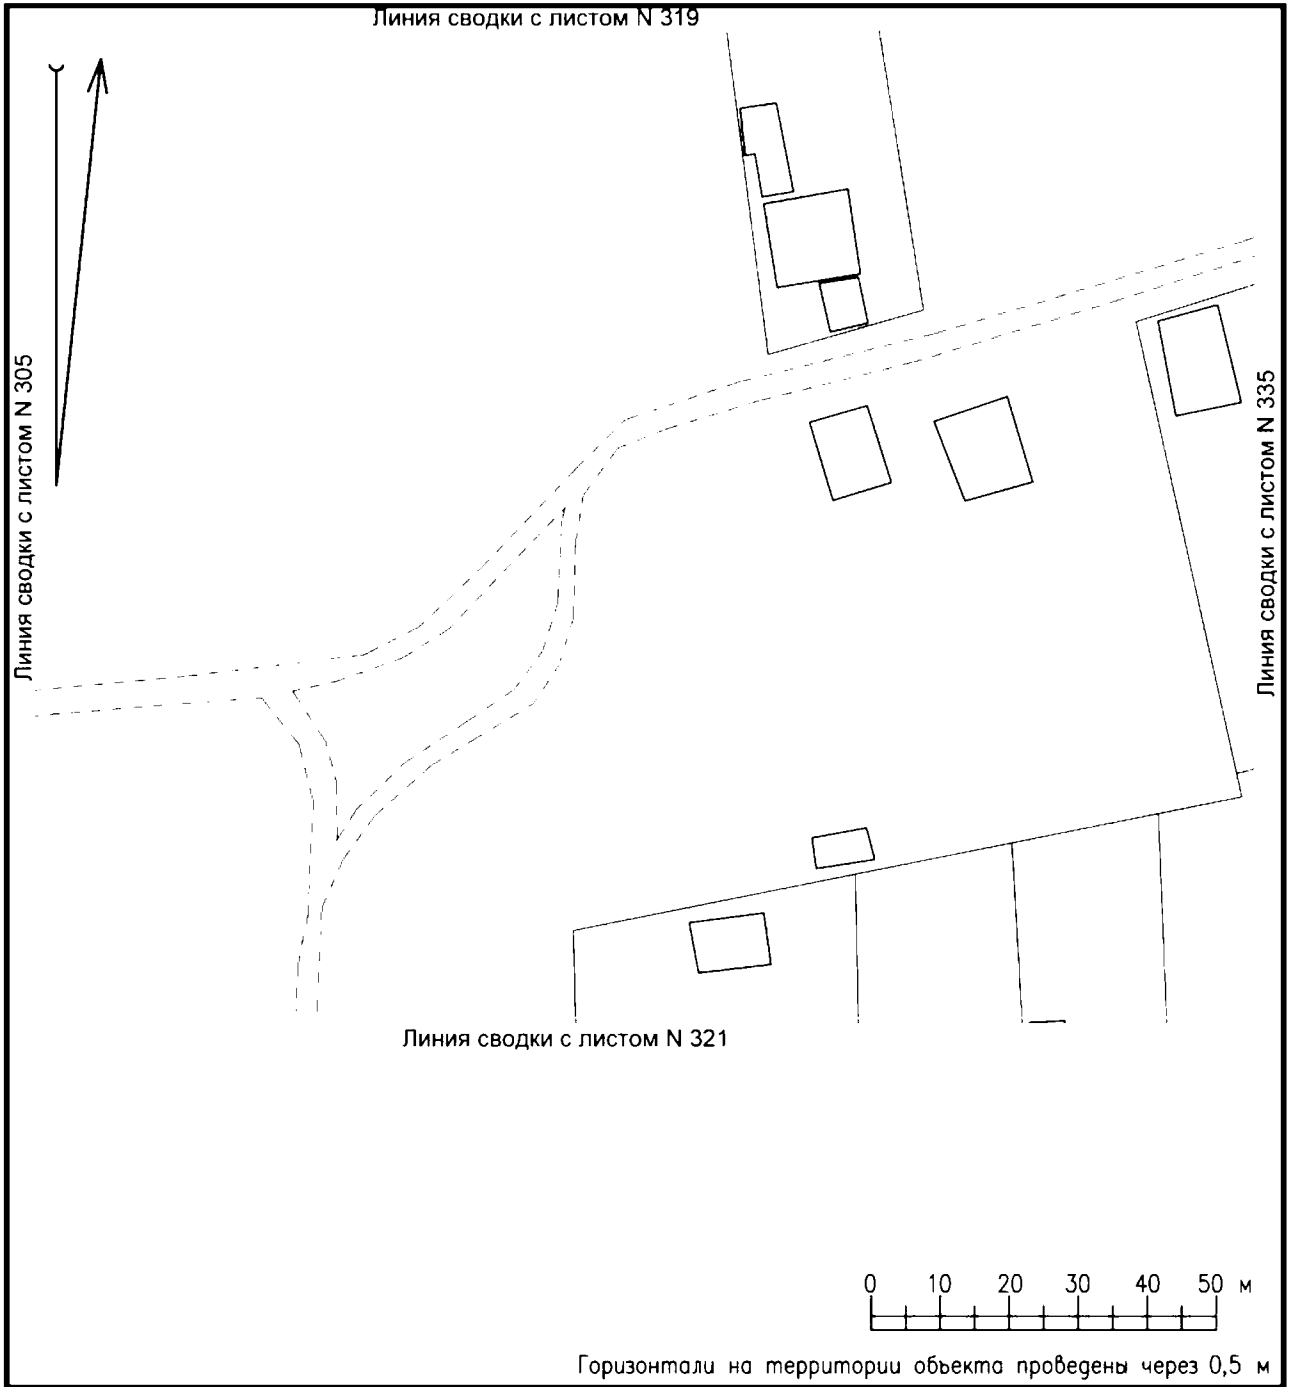 Линия сводки с листом N 319
Линия сводки с листом N 305
Линия сводки с листом N 335
Линия сводки с листом N 321
0 10 20 30 40 50 м
Горизонтали на территории объекта проведены через 0,5 м